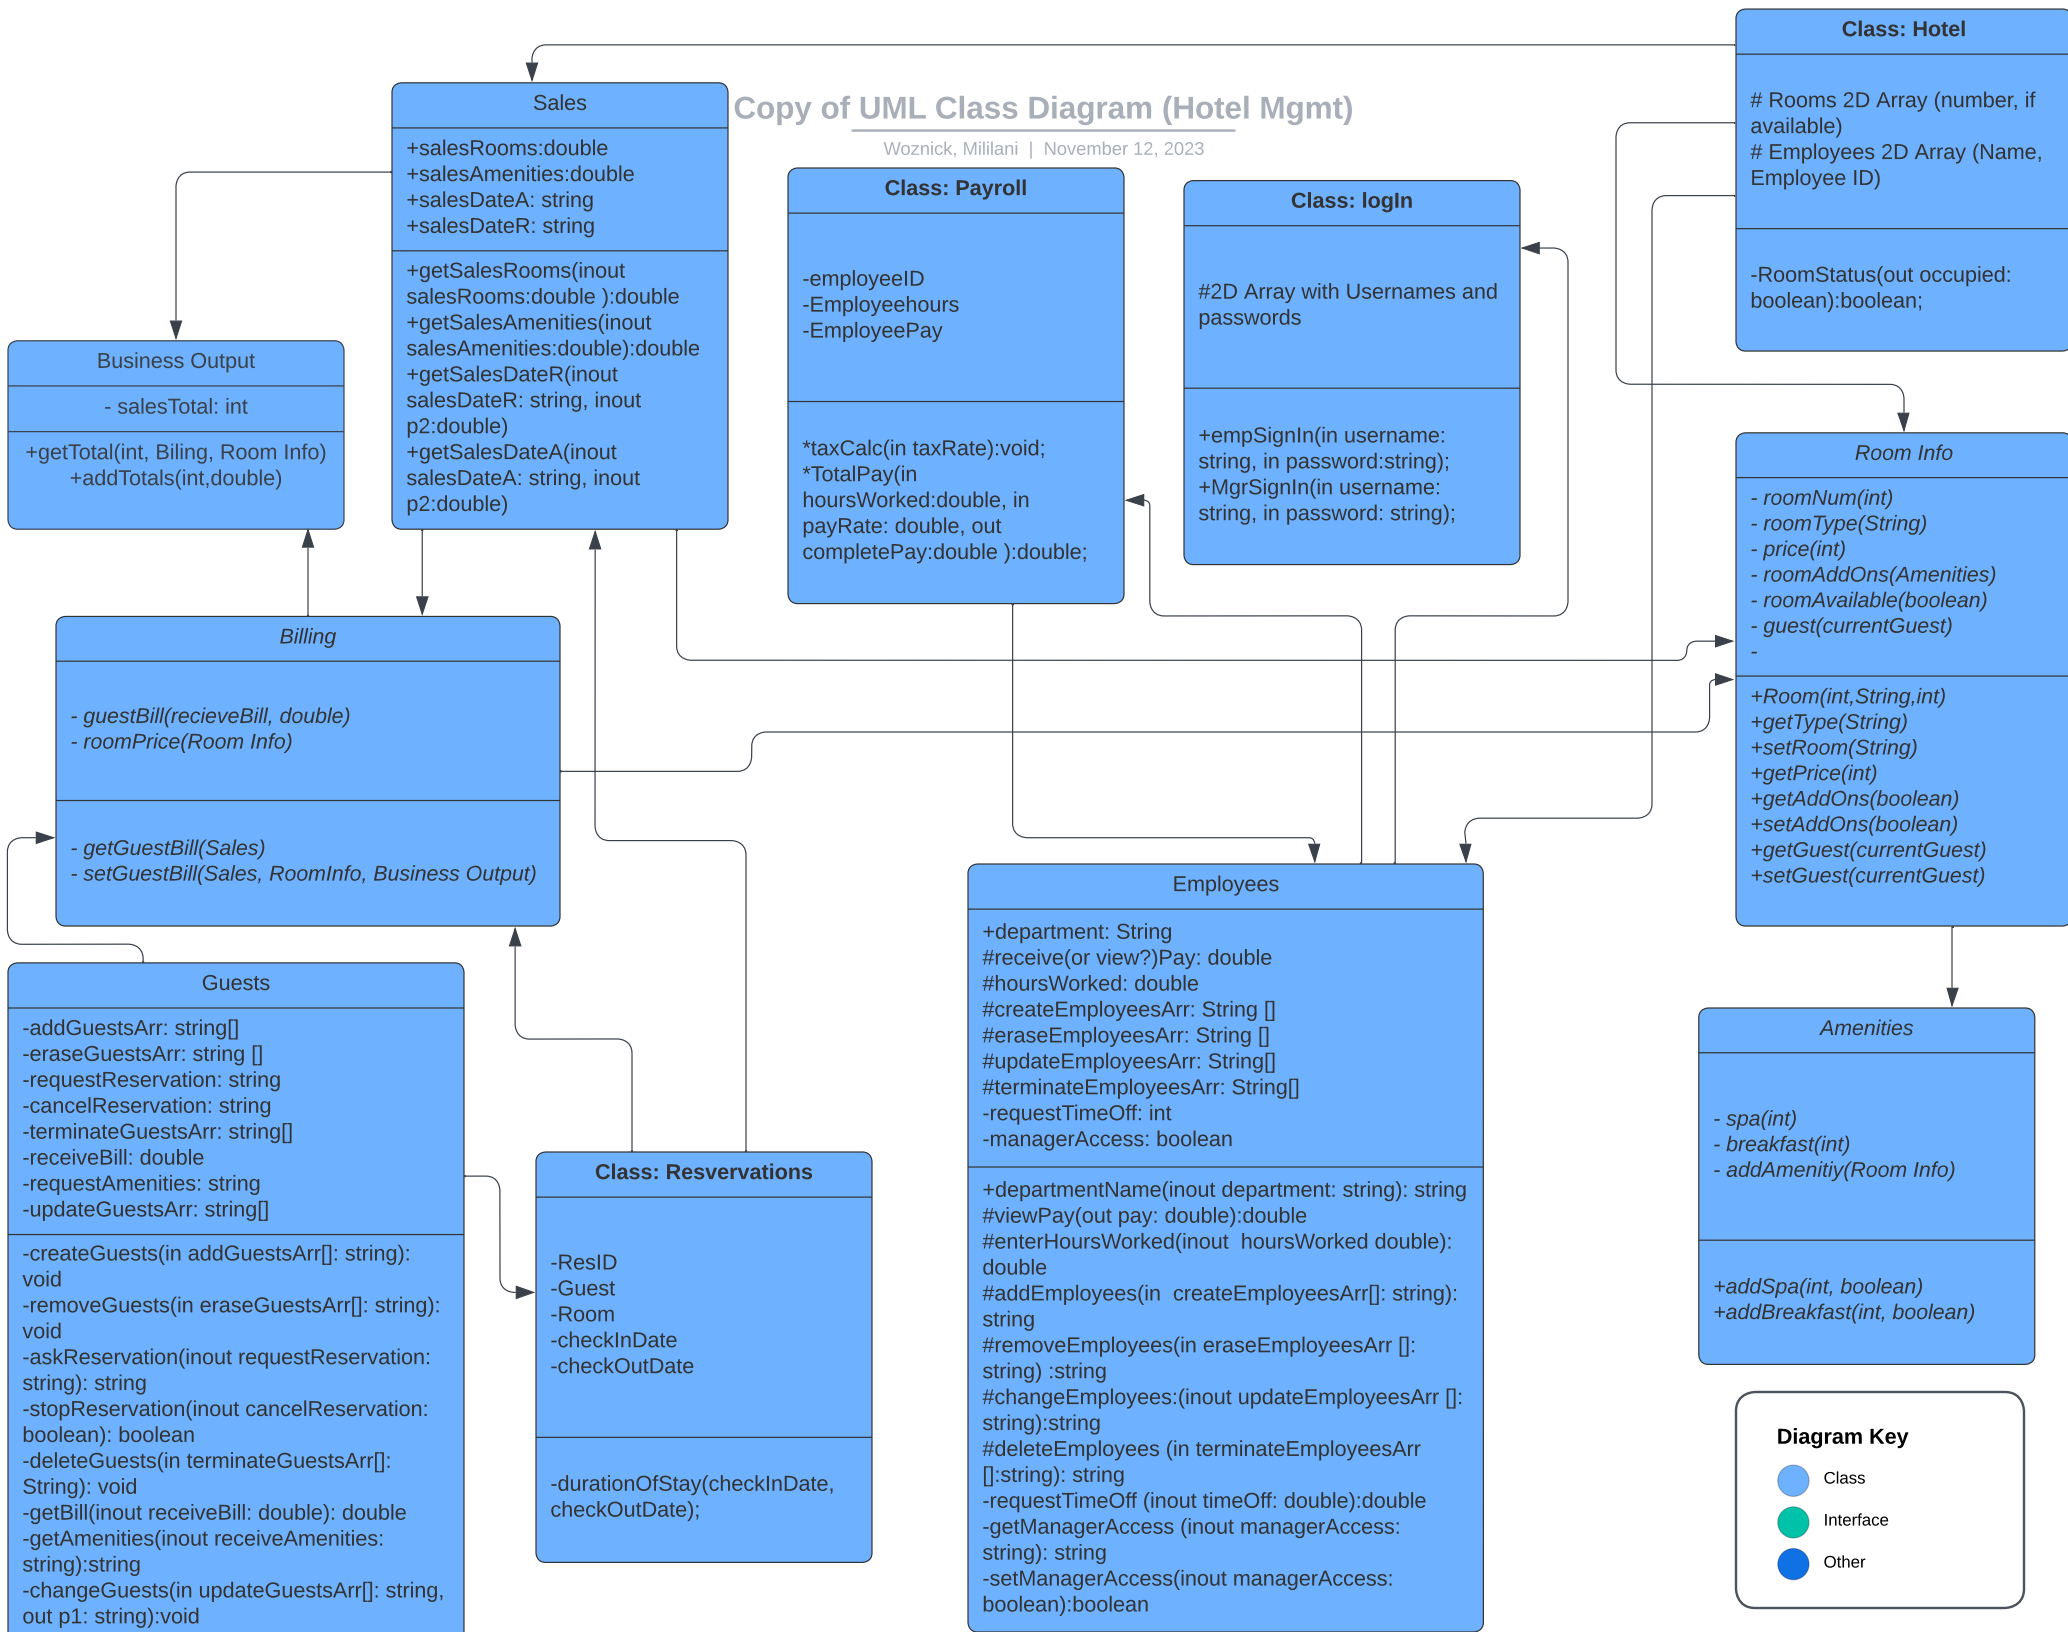 Copy of UML Class Diagram (Hotel Mgmt)
Woznick, Mililani | November 12, 2023
Sales
+salesRooms:double
+salesAmenities:double
+salesDateA: string
+salesDateR: string
+getSalesRooms(inout
salesRooms:double ):double
+getSalesAmenities(inout
salesAmenities:double):double
+getSalesDateR(inout
salesDateR: string, inout
p2:double)
+getSalesDateA(inout
salesDateA: string, inout
p2:double)
Class: Payroll
-employeeID
-Employeehours
-EmployeePay
*taxCalc(in taxRate):void;
*TotalPay(in
hoursWorked:double, in
payRate: double, out
completePay:double ):double;
Class: logIn
#2D Array with Usernames and
passwords
+empSignIn(in username:
string, in password:string);
+MgrSignIn(in username:
string, in password: string);
Class: Hotel
# Rooms 2D Array (number, if
available)
# Employees 2D Array (Name,
Employee ID)
-RoomStatus(out occupied:
boolean):boolean;
Business Output
- salesTotal: int
+getTotal(int, Biling, Room Info)
+addTotals(int,double)
Room Info
- roomNum(int)
- roomType(String)
- price(int)
- roomAddOns(Amenities)
- roomAvailable(boolean)
- guest(currentGuest)
-
+Room(int,String,int)
+getType(String)
+setRoom(String)
+getPrice(int)
+getAddOns(boolean)
+setAddOns(boolean)
+getGuest(currentGuest)
+setGuest(currentGuest)
Billing
- guestBill(recieveBill, double)
- roomPrice(Room Info)
- getGuestBill(Sales)
- setGuestBill(Sales, RoomInfo, Business Output)
Guests
-addGuestsArr: string[]
-eraseGuestsArr: string []
-requestReservation: string
-cancelReservation: string
-terminateGuestsArr: string[]
-receiveBill: double
-requestAmenities: string
-updateGuestsArr: string[]
-createGuests(in addGuestsArr[]: string):
void
-removeGuests(in eraseGuestsArr[]: string):
void
-askReservation(inout requestReservation:
string): string
-stopReservation(inout cancelReservation:
boolean): boolean
-deleteGuests(in terminateGuestsArr[]:
String): void
-getBill(inout receiveBill: double): double
-getAmenities(inout receiveAmenities:
string):string
-changeGuests(in updateGuestsArr[]: string,
out p1: string):void
Class: Resvervations
-ResID
-Guest
-Room
-checkInDate
-checkOutDate
-durationOfStay(checkInDate,
checkOutDate);
Employees
+department: String
#receive(or view?)Pay: double
#hoursWorked: double
#createEmployeesArr: String []
#eraseEmployeesArr: String []
#updateEmployeesArr: String[]
#terminateEmployeesArr: String[]
-requestTimeOff: int
-managerAccess: boolean
+departmentName(inout department: string): string
#viewPay(out pay: double):double
#enterHoursWorked(inout  hoursWorked double):
double
#addEmployees(in  createEmployeesArr[]: string):
string
#removeEmployees(in eraseEmployeesArr []:
string) :string
#changeEmployees:(inout updateEmployeesArr []:
string):string
#deleteEmployees (in terminateEmployeesArr
[]:string): string
-requestTimeOff (inout timeOff: double):double
-getManagerAccess (inout managerAccess:
string): string
-setManagerAccess(inout managerAccess:
boolean):boolean
Amenities
- spa(int)
- breakfast(int)
- addAmenitiy(Room Info)
+addSpa(int, boolean)
+addBreakfast(int, boolean)
Diagram Key
Class
Interface
Other